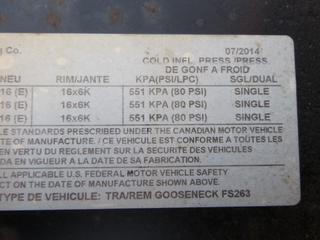 g Co. 07/2014
COLD INFL. PRESS /PRESS
DE GONF A FROID
NEU RIM/JANTE KPA(PSI/LPC) SGL/DUAL
16 (E) 16x6K 551 KPA (80 PSI) SINGLE
16 (E) 16x6K 551 KPA (80 PSI) SINGLE
16 (E) 16x6K 551 KPA (80 PSI) SINGLE
LE STANDARDS PRESCRIBED UNDER THE CANADIAN MOTOR VEHICLE
TE OF MANUFACTURE. / CE VEHICULE EST CONFORME A TOUTES LES
EN VERTU DU REGLEMENT SUR LA SECURITE DES VEHICULES
DA EN VIGUEUR A LA DATE DE SA FABRICATION.
LL APPLICABLE U.S. FEDERAL MOTOR VEHICLE SAFETY
ECT ON THE DATE OF MANUFACTURE SHOWN ABOVE.
TYPE DE VEHICULE: TRA/REM GOOSENECK FS263